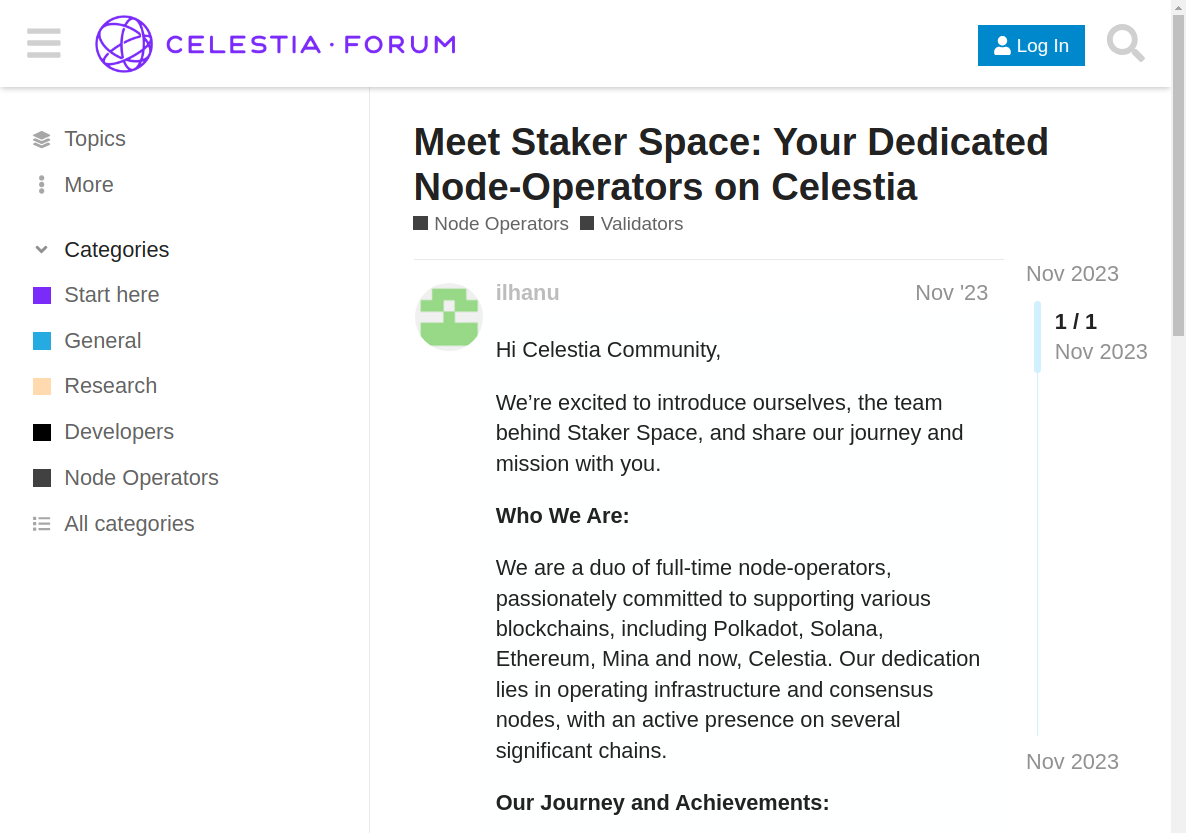 CELESTIA · FORUM
Log In
Topics
More
Categories
Start here
General
Research
Developers
Node Operators
All categories
Meet Staker Space: Your Dedicated
Node-Operators on Celestia
Node Operators Validators
ilhanu
Nov '23
Hi Celestia Community,
We’re excited to introduce ourselves, the team
behind Staker Space, and share our journey and
mission with you.
Who We Are:
We are a duo of full-time node-operators,
passionately committed to supporting various
blockchains, including Polkadot, Solana,
Ethereum, Mina and now, Celestia. Our dedication
lies in operating infrastructure and consensus
nodes, with an active presence on several
significant chains.
Our Journey and Achievements:
Nov 2023
1 / 1
Nov 2023
Nov 2023